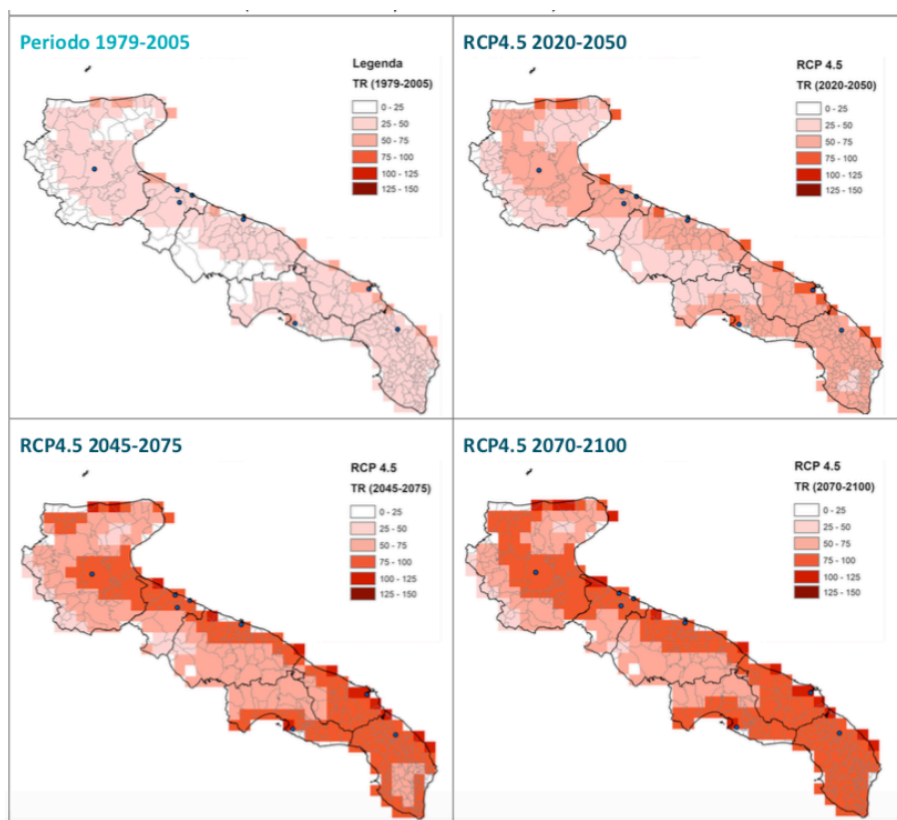 Periodo 1979-2005
Legenda
TR (1979-2005)
0 - 25
25 - 50
50 - 75
75 - 100
100 - 125
125 - 150
RCP4.5 2020-2050
RCP 4.5
TR (2020-2050)
0 - 25
25 - 50
50 - 75
75 - 100
100 - 125
125 - 150
RCP4.5 2045-2075
RCP 4.5
TR (2045-2075)
0 - 25
25 - 50
50 - 75
75 - 100
100 - 125
125 - 150
RCP4.5 2070-2100
RCP 4.5
TR (2070-2100)
0 - 25
25 - 50
50 - 75
75 - 100
100 - 125
125 - 150